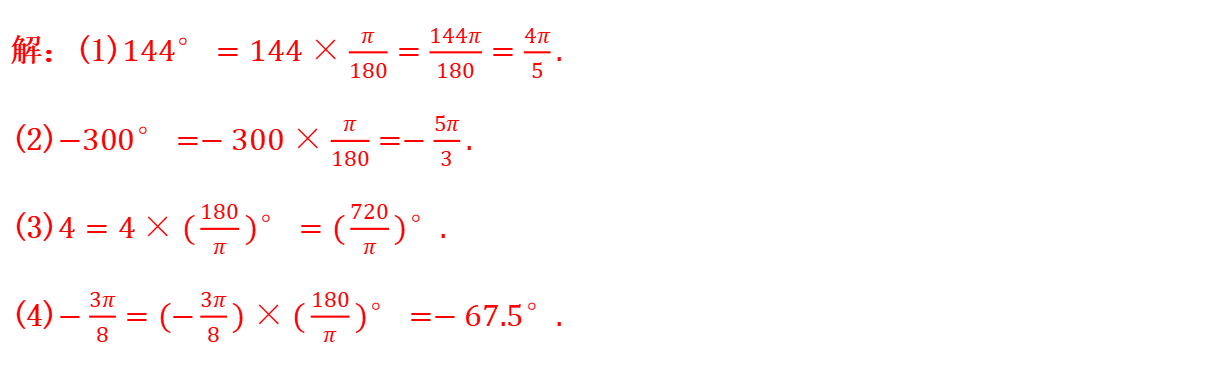 解：(1)144° = 144 × π/180 = 144π/180 = 4π/5.
(2)−300° =− 300 × π/180 =− 5π/3.
(3)4 = 4 × (180/π)° = (720/π)°.
(4)− 3π/8 = (− 3π/8) × (180/π)° =− 67.5°.